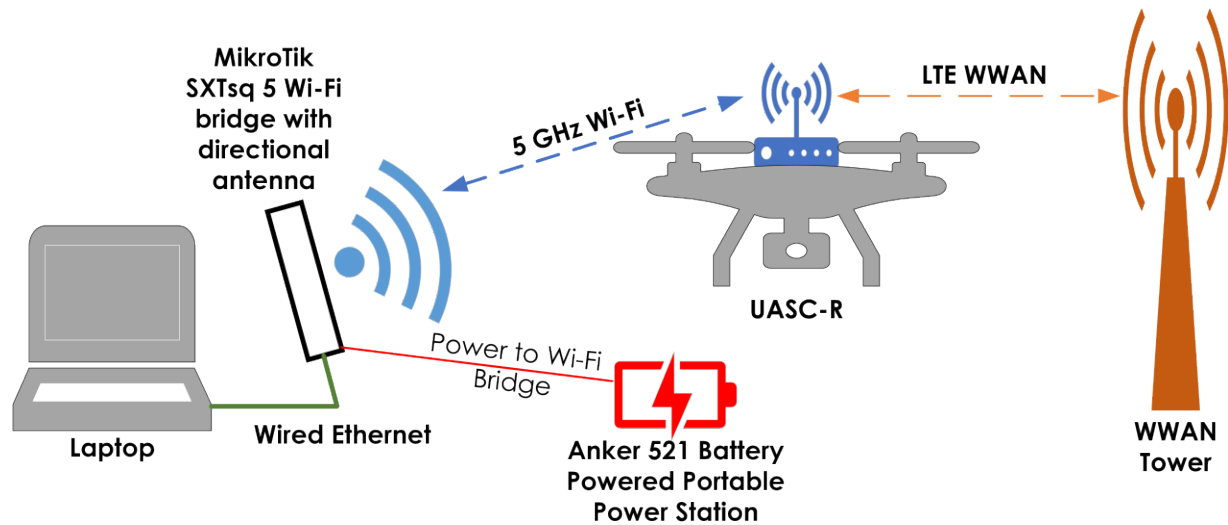 MikroTik
SXTsq 5 Wi-Fi
bridge with
directional
antenna
5 GHz Wi-Fi
LTE WWAN
UASC-R
Power to Wi-Fi
Bridge
Laptop
Wired Ethernet
Anker 521 Battery
Powered Portable
Power Station
WWAN
Tower